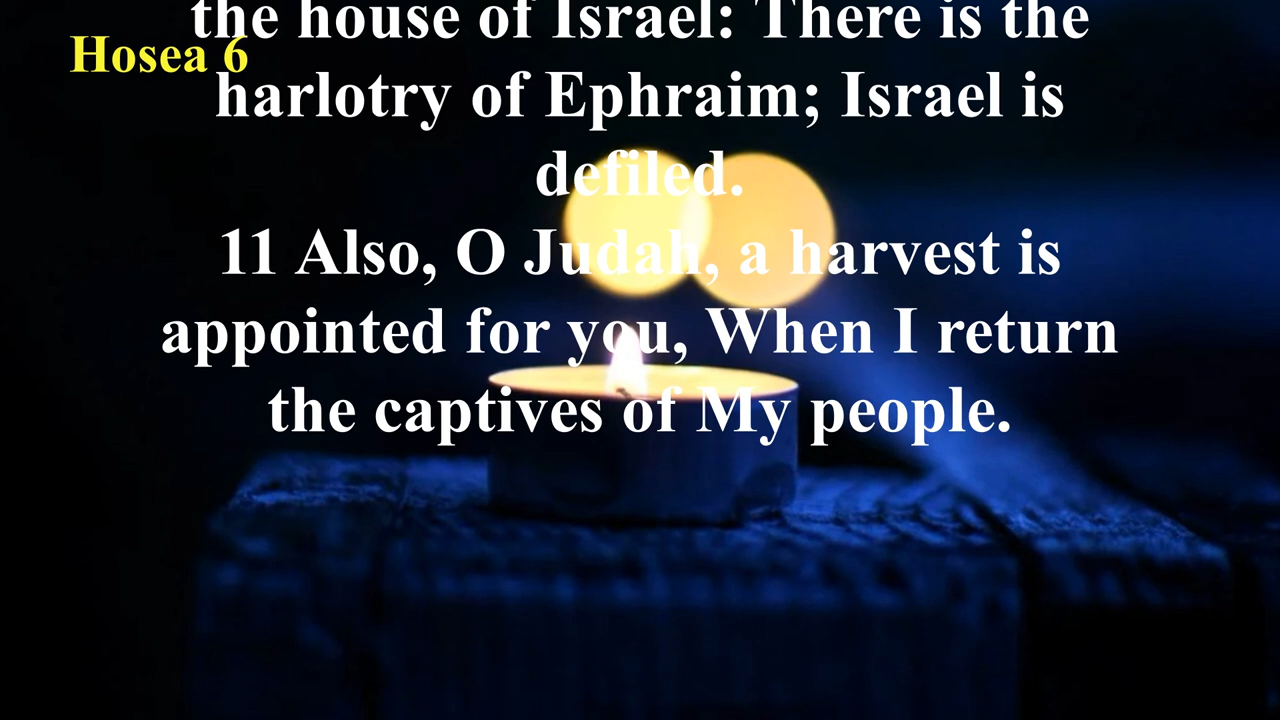 the house of Israel: There is the
Hosea 6
harlotry of Ephraim; Israel is
defiled.
11 Also, O Judah, a harvest is
appointed for you, When I return
the captives of My people.